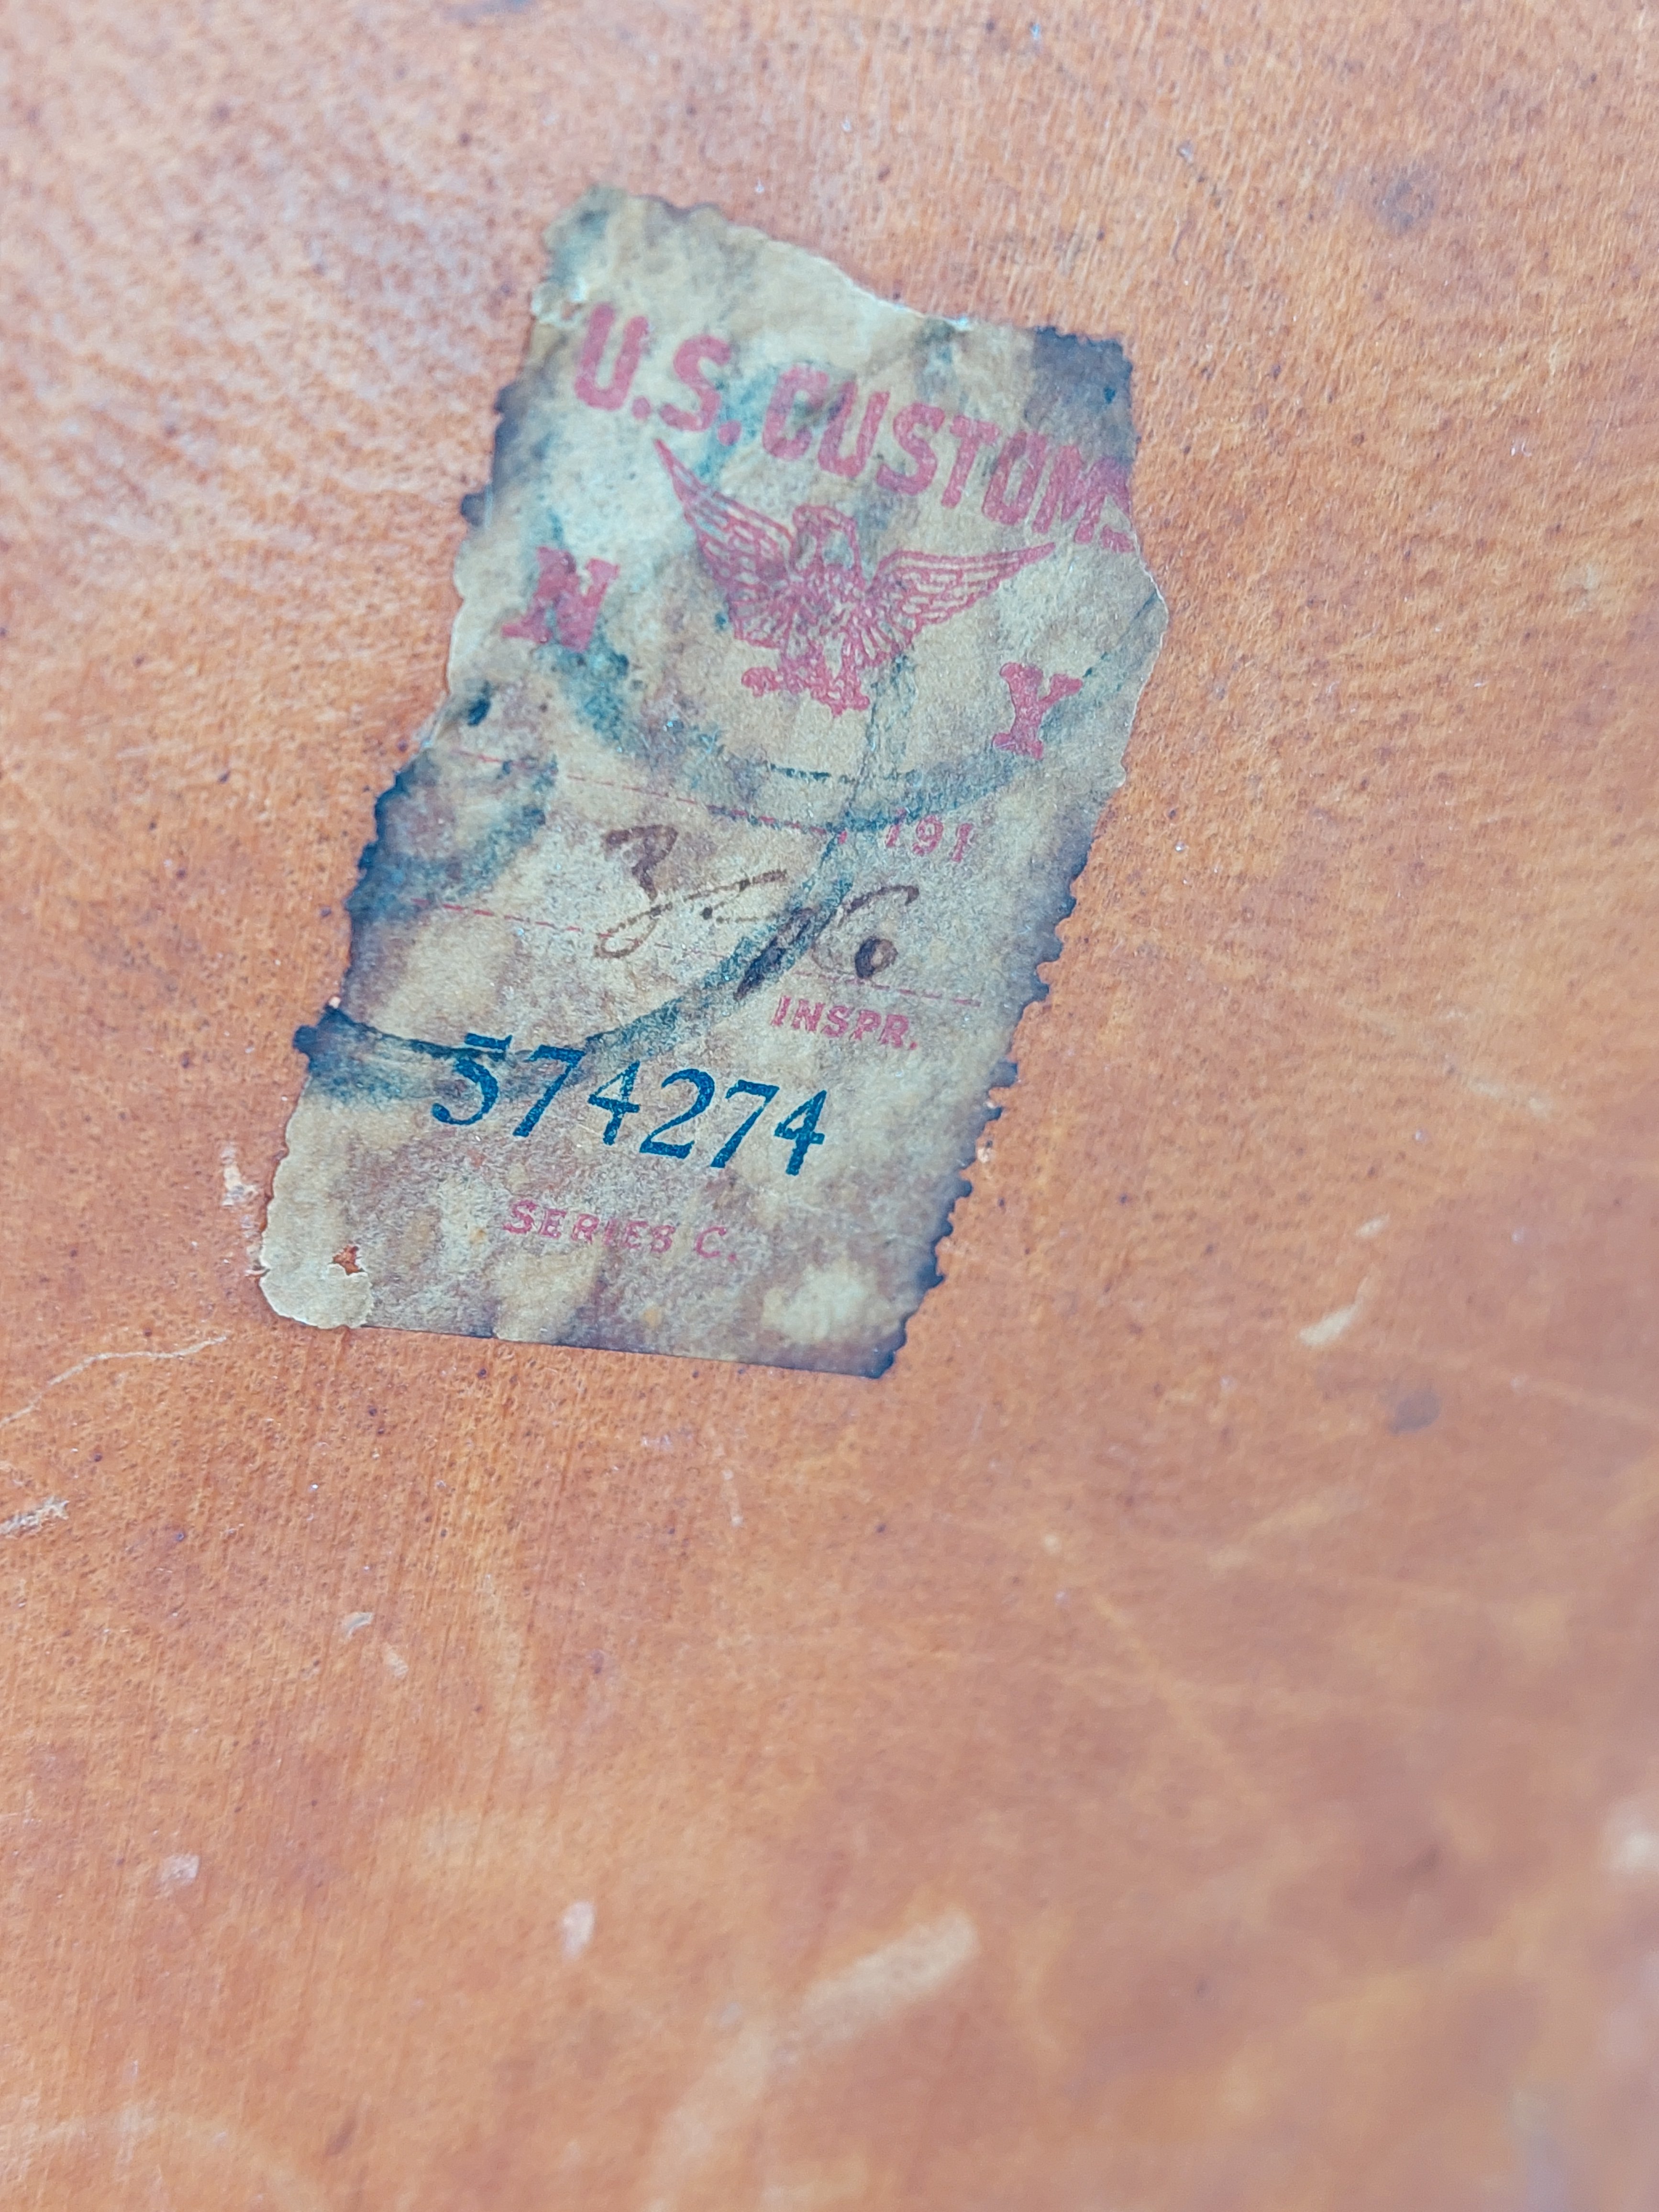 U.S. CUSTOMS
N Y
191
INSPR.
574274
SERIES C.